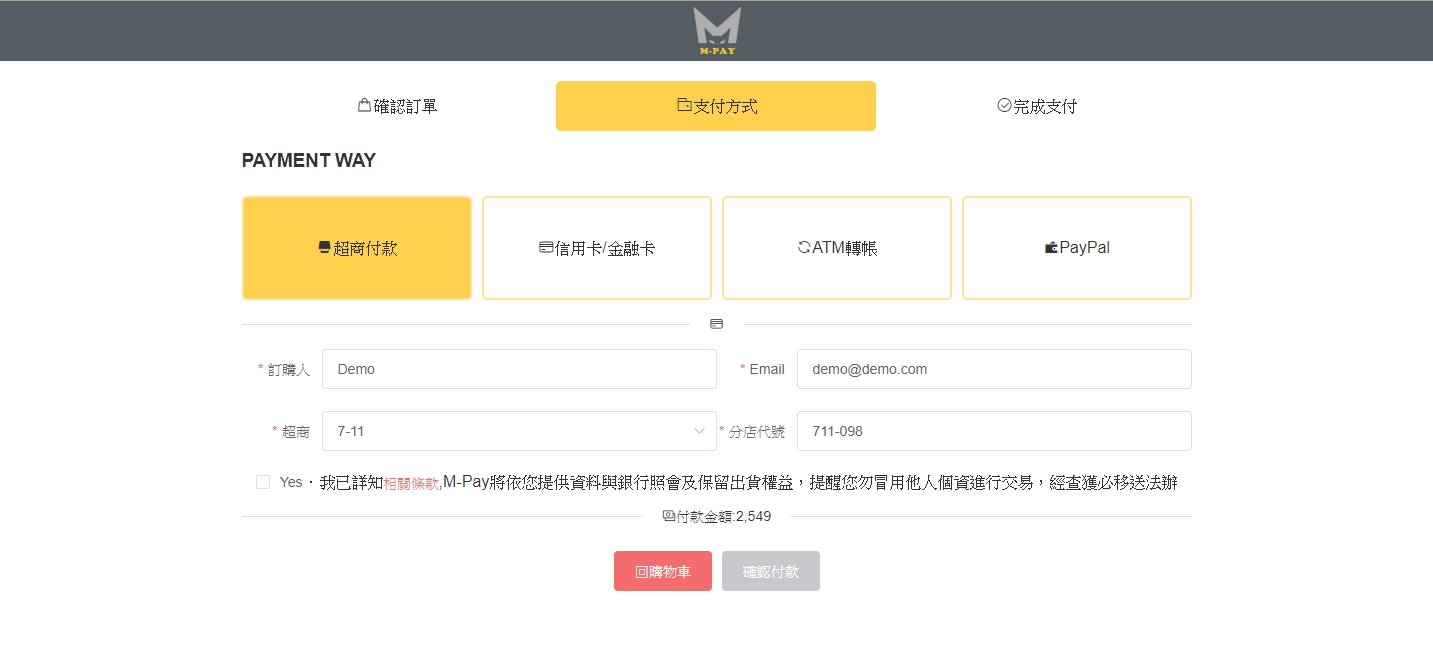 M-PAY
確認訂單
支付方式
完成支付
PAYMENT WAY
超商付款
信用卡/金融卡
ATM轉帳
PayPal
* 訂購人 Demo
* Email demo@demo.com
* 超商 7-11
* 分店代號 711-098
Yes，我已詳知相關條款,M-Pay將依您提供資料與銀行照會及保留出貨權益，提醒您勿冒用他人個資進行交易，經查獲必移送法辦
付款金額:2,549
回購物車
確認付款